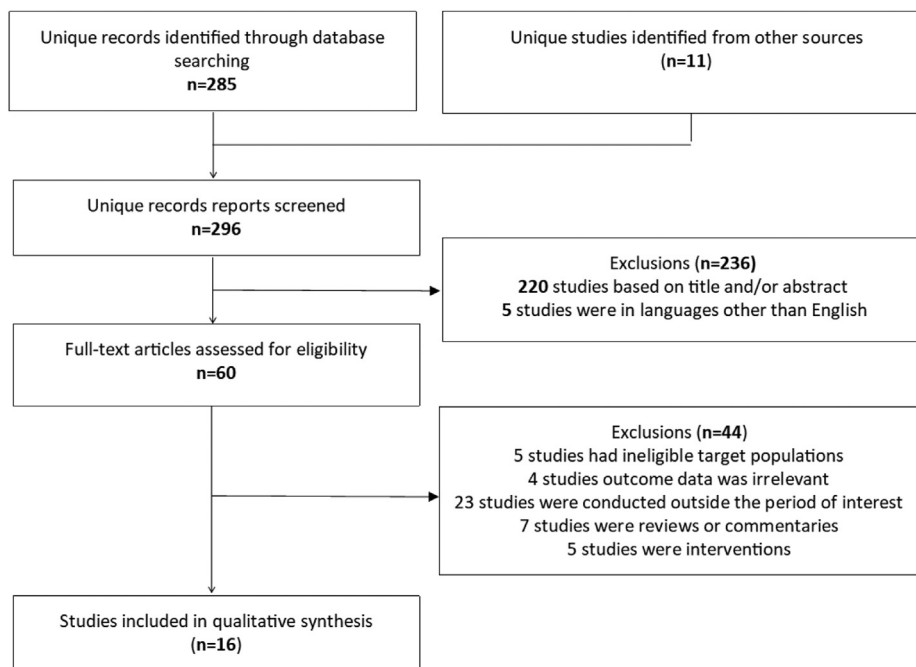 Unique records identified through database
searching
n=285
Unique studies identified from other sources
(n=11)
Unique records reports screened
n=296
Exclusions (n=236)
220 studies based on title and/or abstract
5 studies were in languages other than English
Full-text articles assessed for eligibility
n=60
Exclusions (n=44)
5 studies had ineligible target populations
4 studies outcome data was irrelevant
23 studies were conducted outside the period of interest
7 studies were reviews or commentaries
5 studies were interventions
Studies included in qualitative synthesis
(n=16)